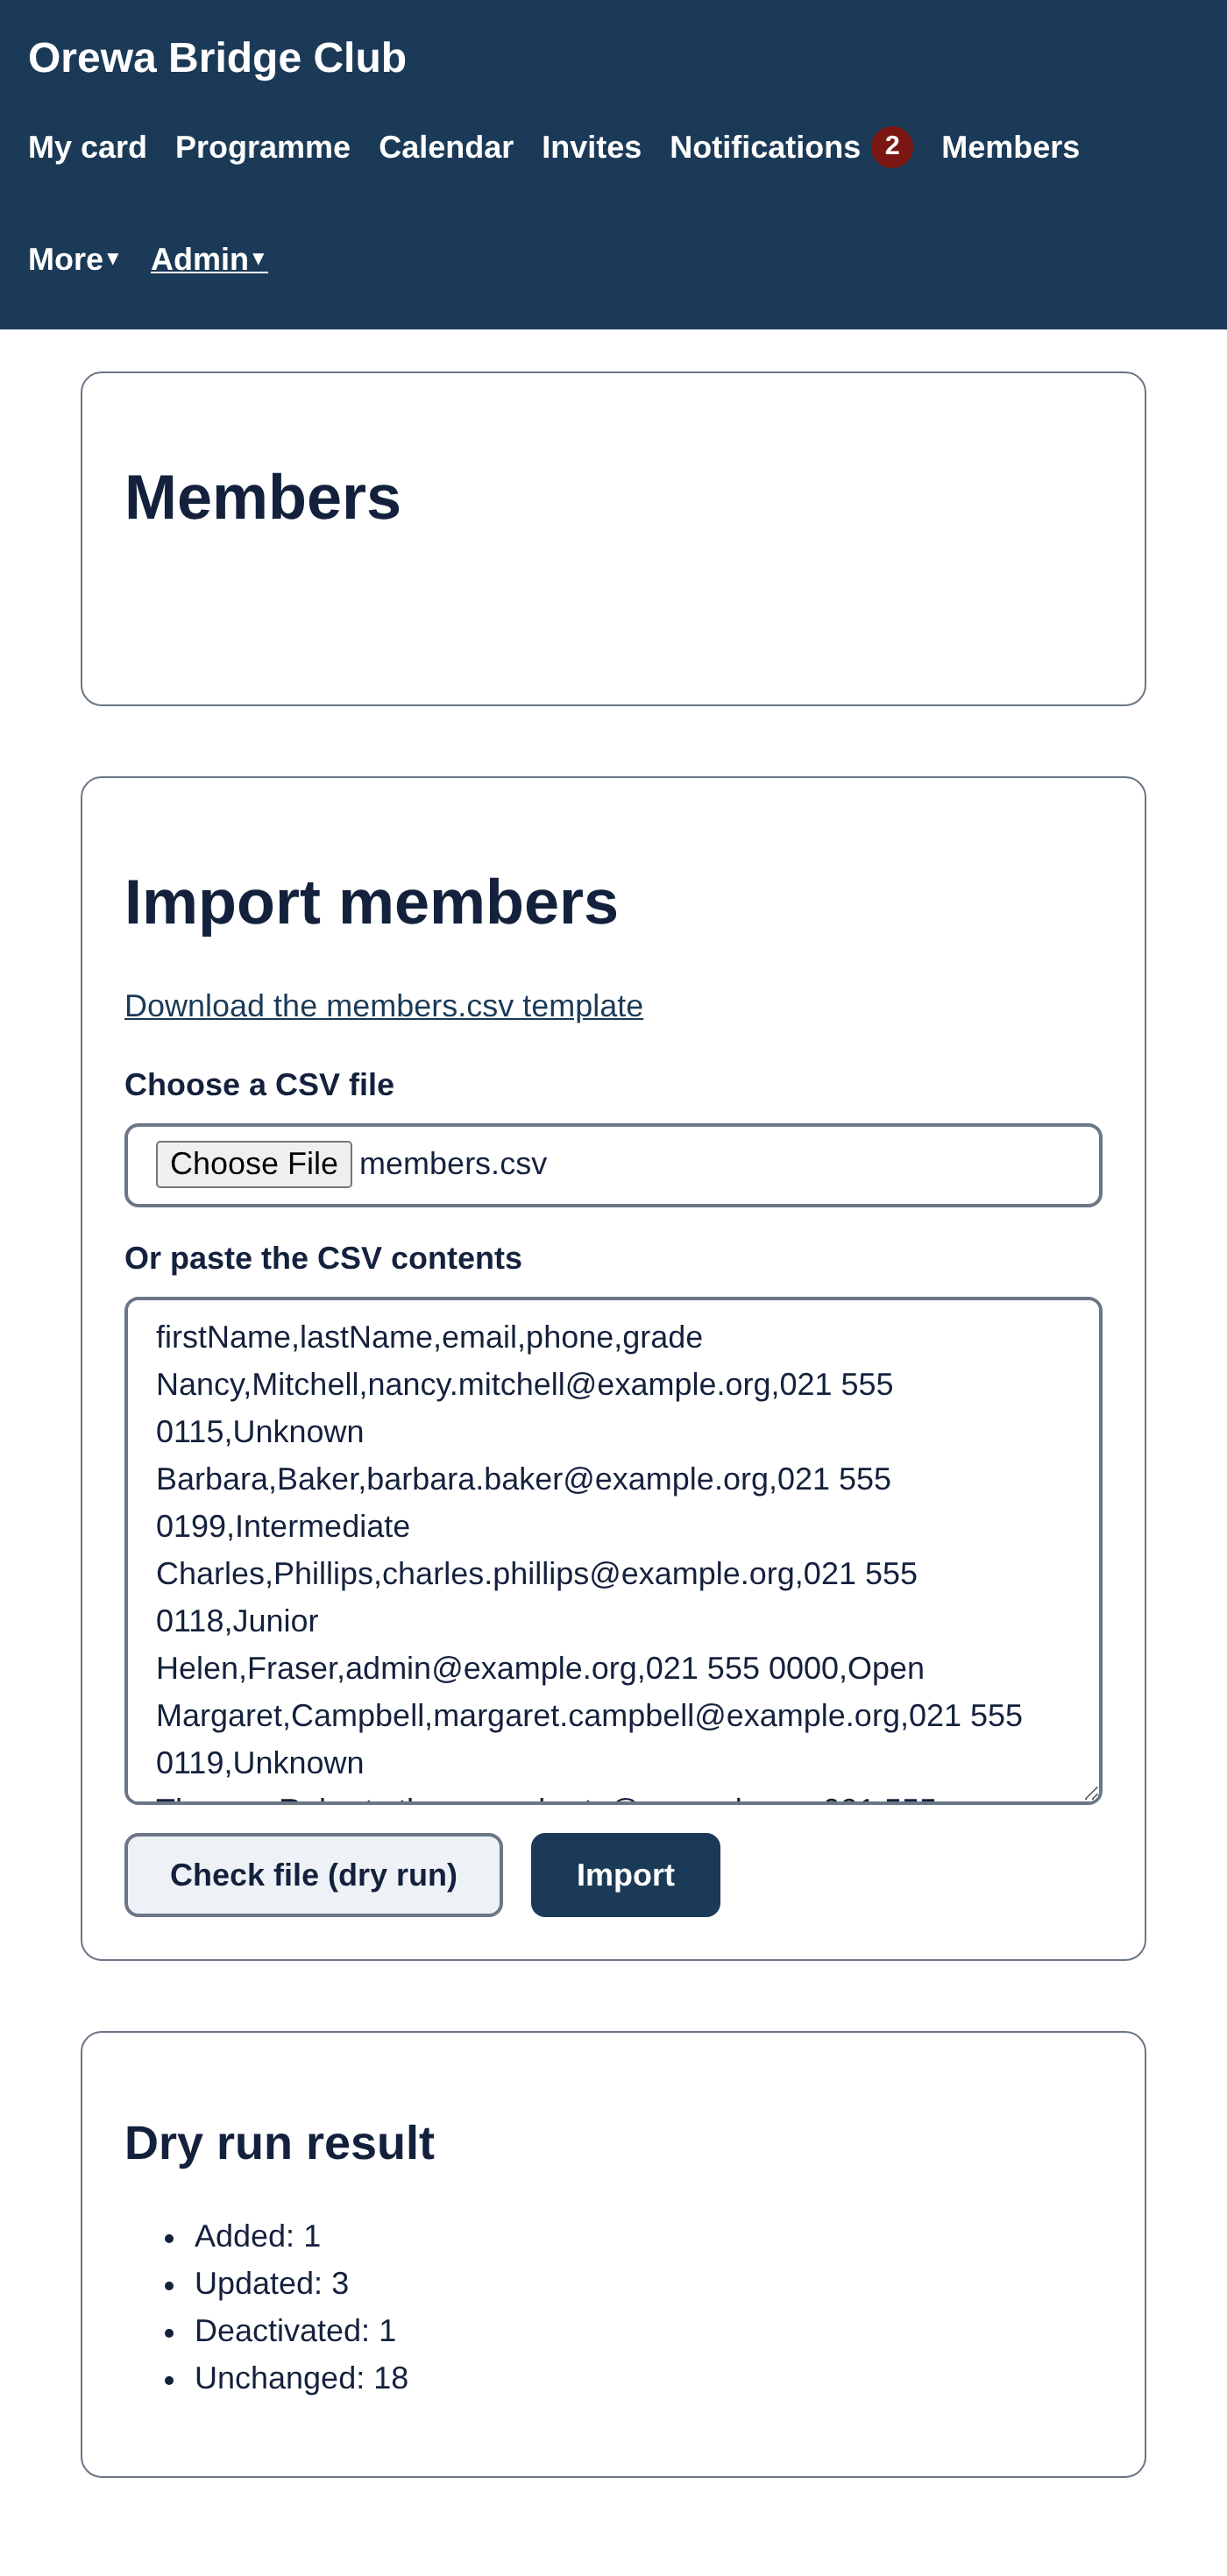 Orewa Bridge Club
My card Programme Calendar Invites Notifications 2 Members
More▾ Admin▾
Members
Import members
Download the members.csv template
Choose a CSV file
Choose File members.csv
Or paste the CSV contents
firstName,lastName,email,phone,grade
Nancy,Mitchell,nancy.mitchell@example.org,021 555
0115,Unknown
Barbara,Baker,barbara.baker@example.org,021 555
0199,Intermediate
Charles,Phillips,charles.phillips@example.org,021 555
0118,Junior
Helen,Fraser,admin@example.org,021 555 0000,Open
Margaret,Campbell,margaret.campbell@example.org,021 555
0119,Unknown
Check file (dry run) Import
Dry run result
• Added: 1
• Updated: 3
• Deactivated: 1
• Unchanged: 18